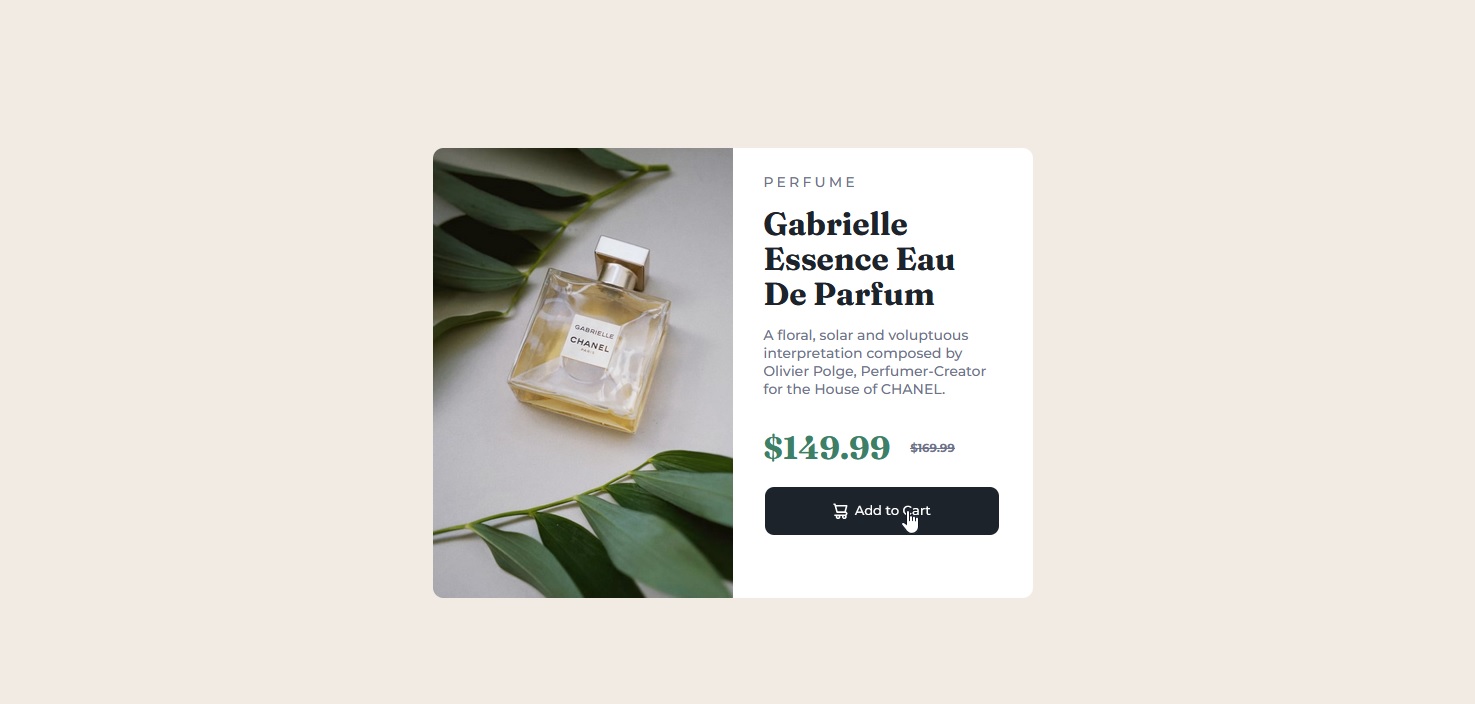 PERFUME
Gabrielle
Essence Eau
De Parfum
GABRIELLE
CHANEL
PARIS
A floral, solar and voluptuous
interpretation composed by
Olivier Polge, Perfumer-Creator
for the House of CHANEL.
$149.99 $169.99
Add to Cart